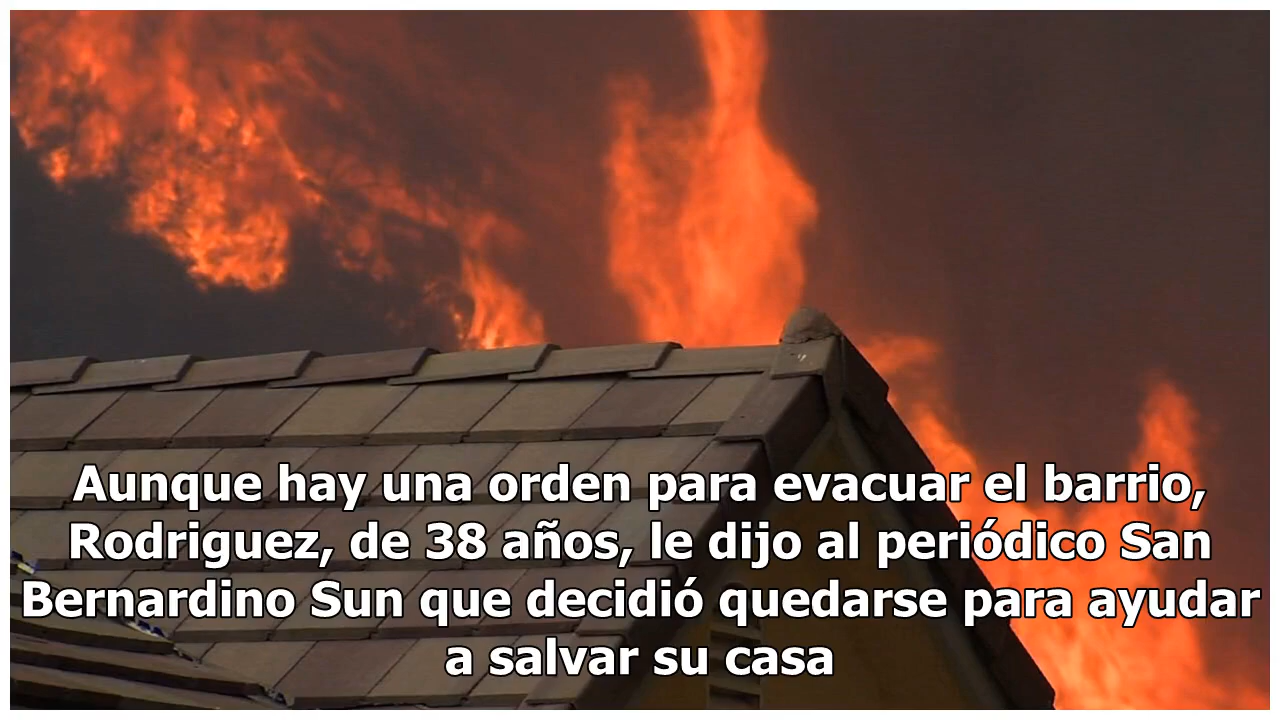 Aunque hay una orden para evacuar el barrio,
Rodriguez, de 38 años, le dijo al periódico San
Bernardino Sun que decidió quedarse para ayudar
a salvar su casa